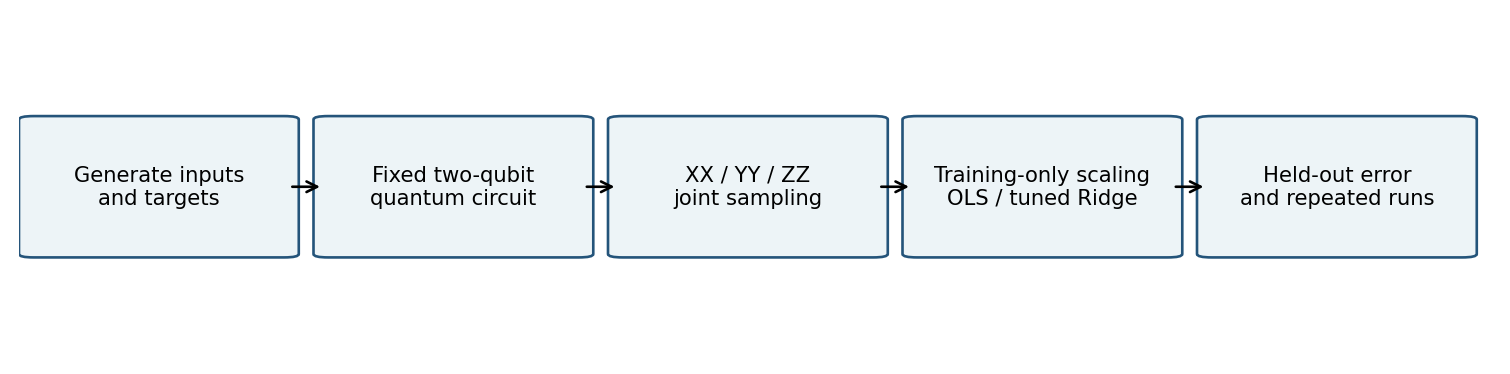 Generate inputs
and targets
Fixed two-qubit
quantum circuit
XX / YY / ZZ
joint sampling
Training-only scaling
OLS / tuned Ridge
Held-out error
and repeated runs